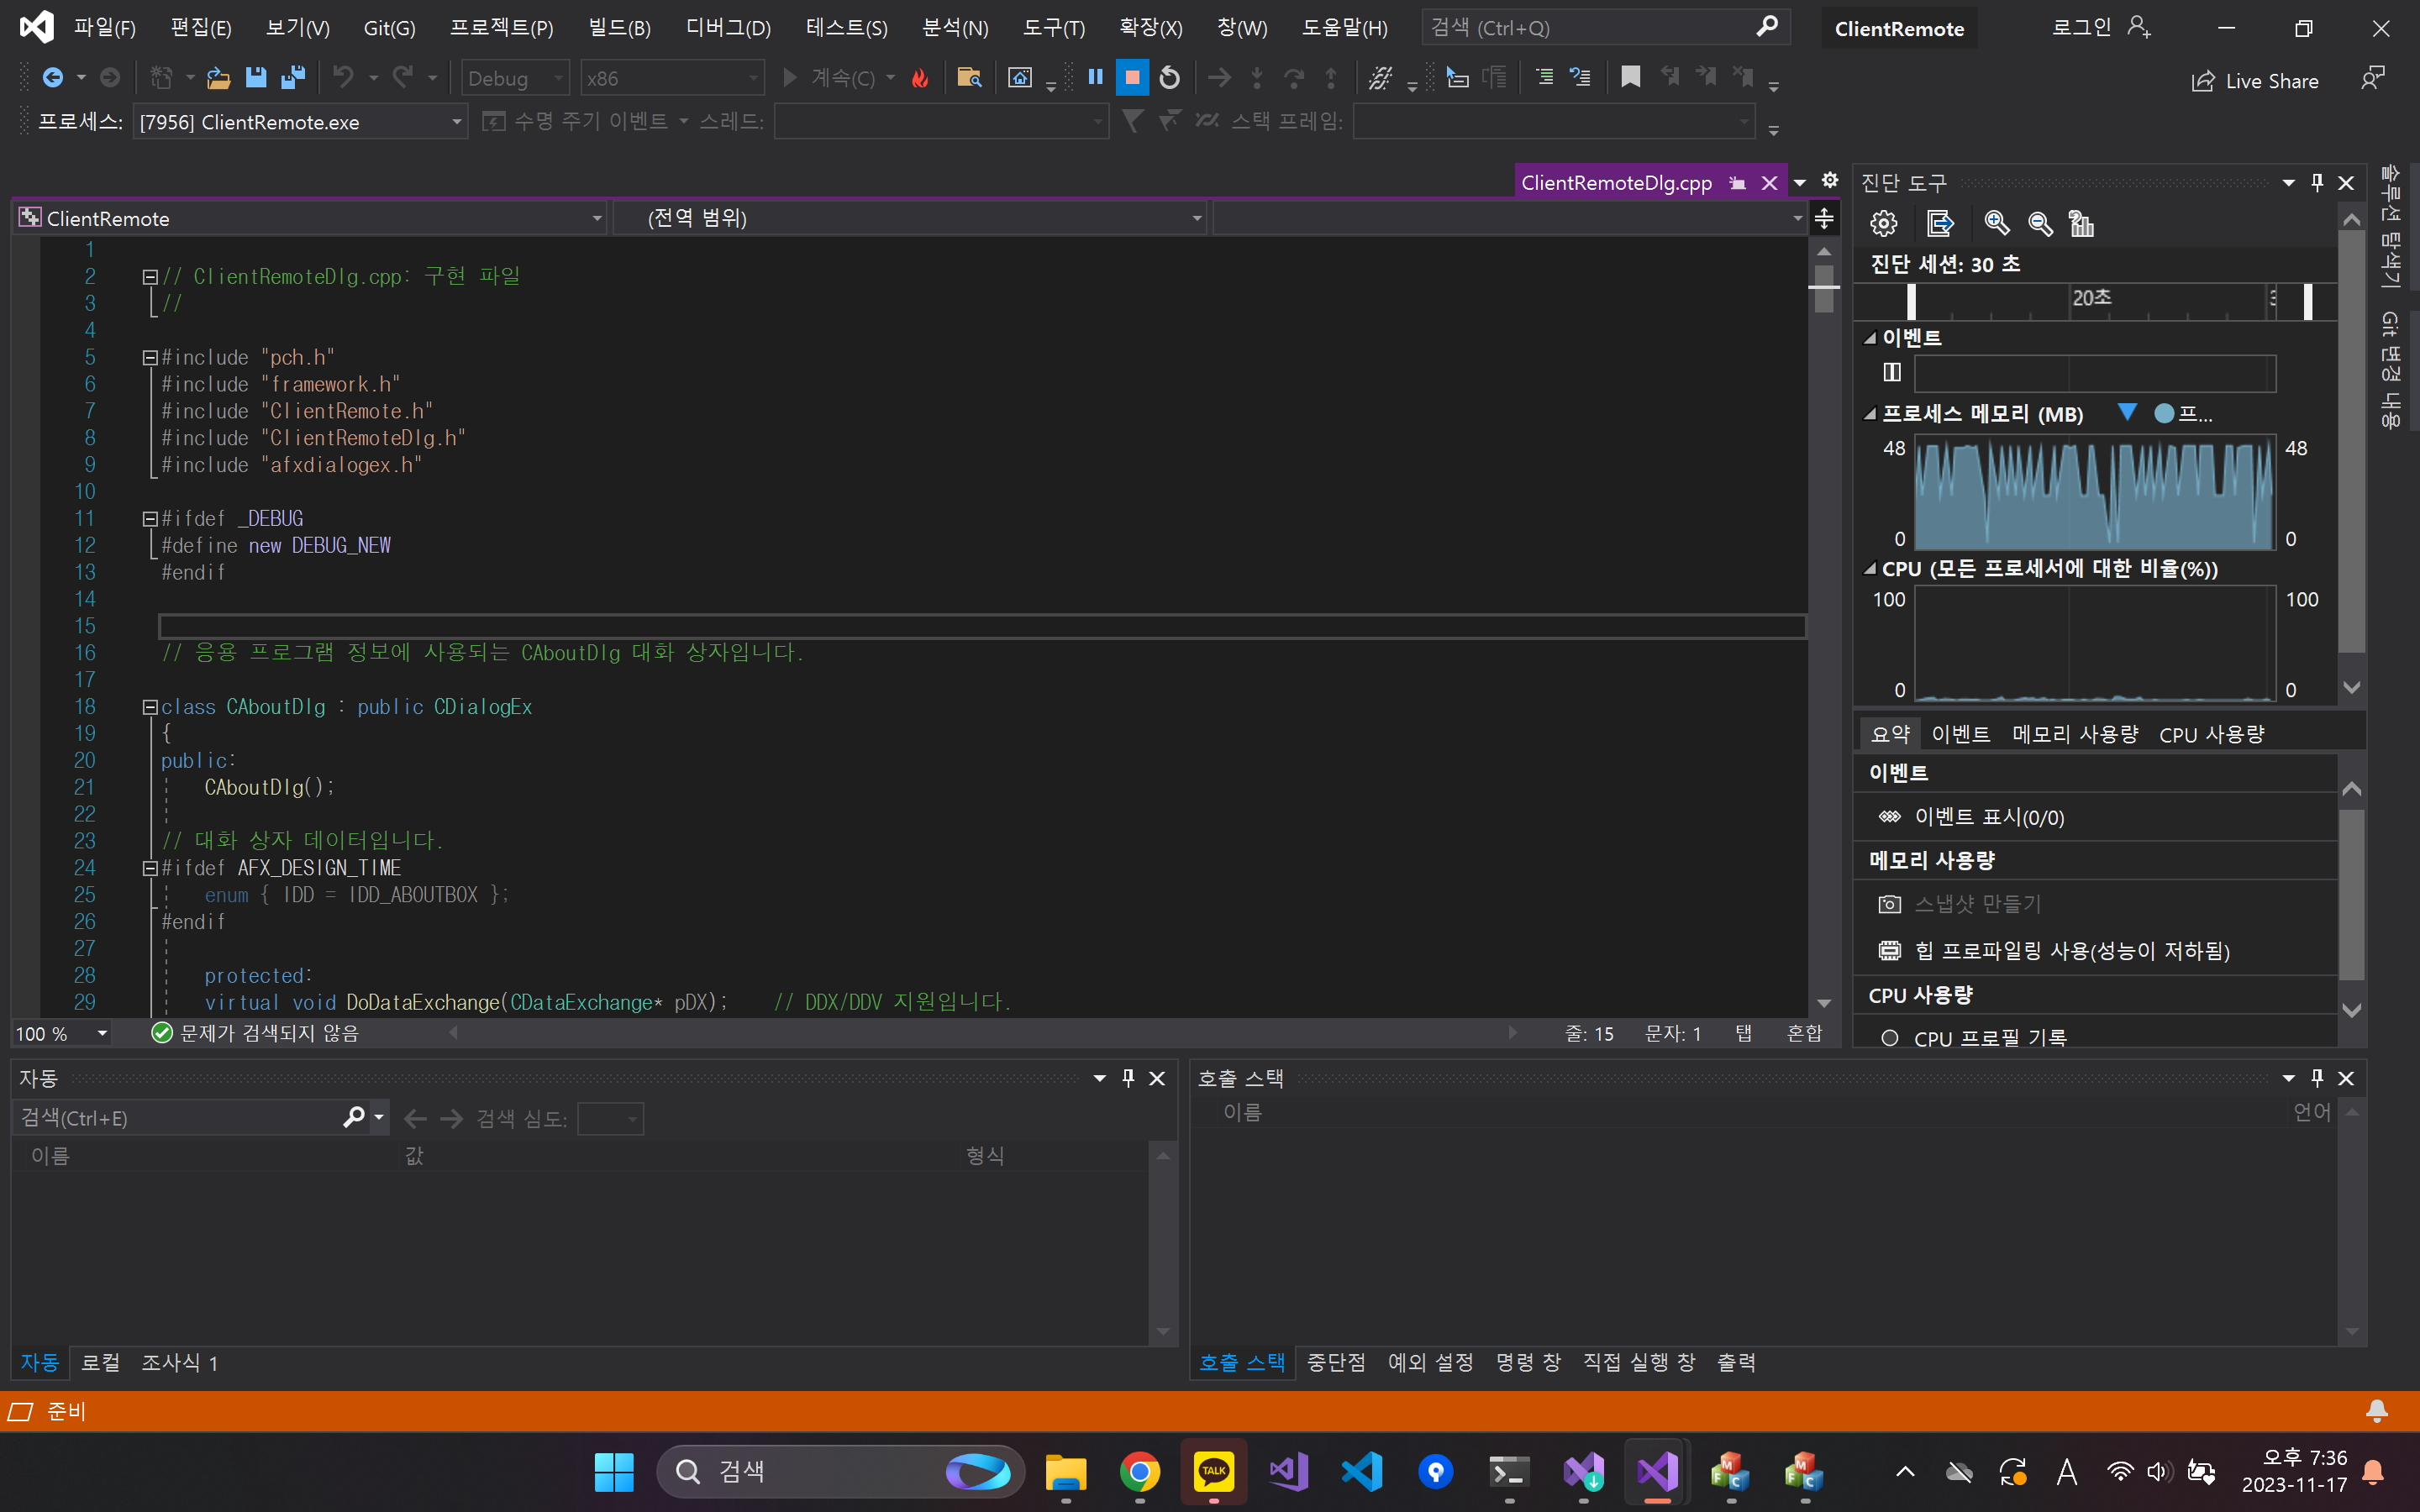 파일(F) 편집(E) 보기(V) Git(G) 프로젝트(P) 빌드(B) 디버그(D) 테스트(S) 분석(N) 도구(T) 확장(X) 창(W) 도움말(H) 검색 (Ctrl+Q) ClientRemote 로그인
Debug x86 계속(C) Live Share
프로세스: [7956] ClientRemote.exe 수명 주기 이벤트 스레드: 스택 프레임:
ClientRemoteDlg.cpp
ClientRemote (전역 범위)
1
2 // ClientRemoteDlg.cpp: 구현 파일
3 //
4
5 #include "pch.h"
6 #include "framework.h"
7 #include "ClientRemote.h"
8 #include "ClientRemoteDlg.h"
9 #include "afxdialogex.h"
10
11 #ifdef _DEBUG
12 #define new DEBUG_NEW
13 #endif
14
15
16 // 응용 프로그램 정보에 사용되는 CAboutDlg 대화 상자입니다.
17
18 class CAboutDlg : public CDialogEx
19 {
20 public:
21 CAboutDlg();
22
23 // 대화 상자 데이터입니다.
24 #ifdef AFX_DESIGN_TIME
25 enum { IDD = IDD_ABOUTBOX };
26 #endif
27
28 protected:
29 virtual void DoDataExchange(CDataExchange* pDX); // DDX/DDV 지원입니다.
100 % 문제가 검색되지 않음 줄: 15 문자: 1 탭 혼합
진단 도구
진단 세션: 30 초
20초
이벤트
프로세스 메모리 (MB) 프...
48 48
0 0
CPU (모든 프로세서에 대한 비율(%))
100 100
0 0
요약 이벤트 메모리 사용량 CPU 사용량
이벤트
이벤트 표시(0/0)
메모리 사용량
스냅샷 만들기
힙 프로파일링 사용(성능이 저하됨)
CPU 사용량
CPU 프로필 기록
솔루션 탐색기
Git 변경 내용
자동
검색(Ctrl+E) 검색 심도:
이름 값 형식
자동 로컬 조사식 1
호출 스택
이름 언어
호출 스택 중단점 예외 설정 명령 창 직접 실행 창 출력
준비
검색
TALK
M F C
M F C
A
오후 7:36
2023-11-17